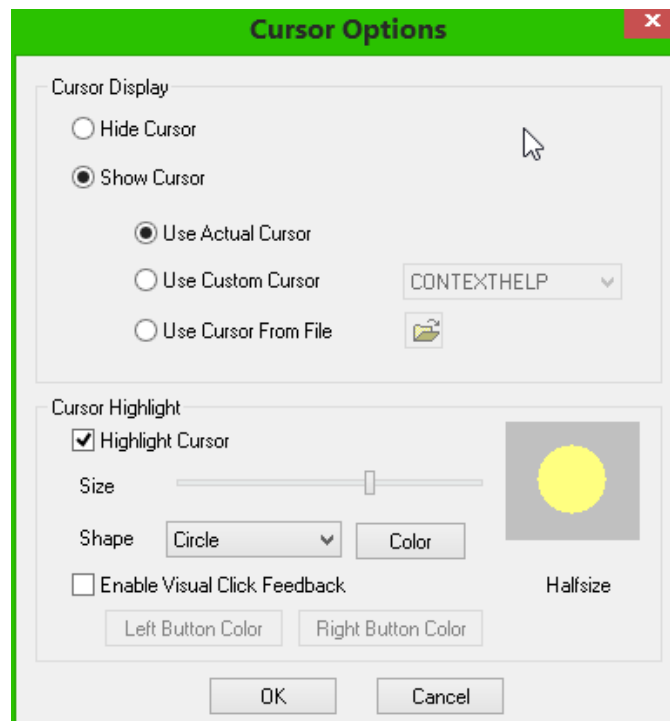 Cursor Options
Cursor Display
Hide Cursor
Show Cursor
Use Actual Cursor
Use Custom Cursor CONTEXTHELP
Use Cursor From File
Cursor Highlight
Highlight Cursor
Size
Shape Circle Color
Enable Visual Click Feedback Halfsize
Left Button Color Right Button Color
OK Cancel